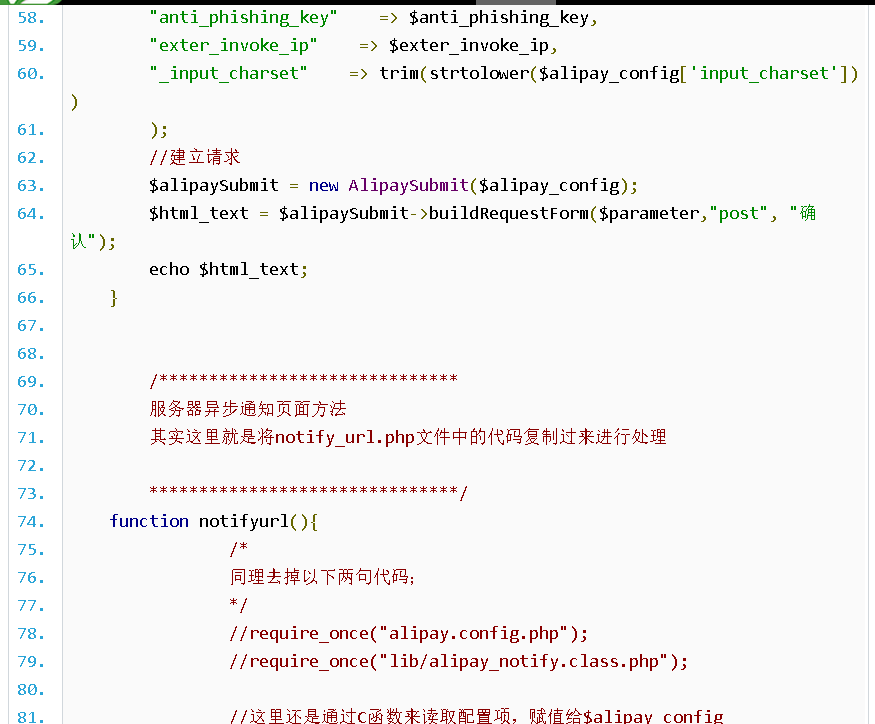 58. "anti_phishing_key" => $anti_phishing_key,
59. "exter_invoke_ip" => $exter_invoke_ip,
60. "_input_charset" => trim(strtolower($alipay_config['input_charset'])
)
61. );
62. //建立请求
63. $alipaySubmit = new AlipaySubmit($alipay_config);
64. $html_text = $alipaySubmit->buildRequestForm($parameter,"post", "确
认");
65. echo $html_text;
66. }
67.
68.
69. /******************************
70. 服务器异步通知页面方法
71. 其实这里就是将notify_url.php文件中的代码复制过来进行处理
72.
73. *******************************/
74. function notifyurl(){
75. /*
76. 同理去掉以下两句代码；
77. */
78. //require_once("alipay.config.php");
79. //require_once("lib/alipay_notify.class.php");
80.
81. //这里还是通过C函数来读取配置项，赋值给$alipay_config